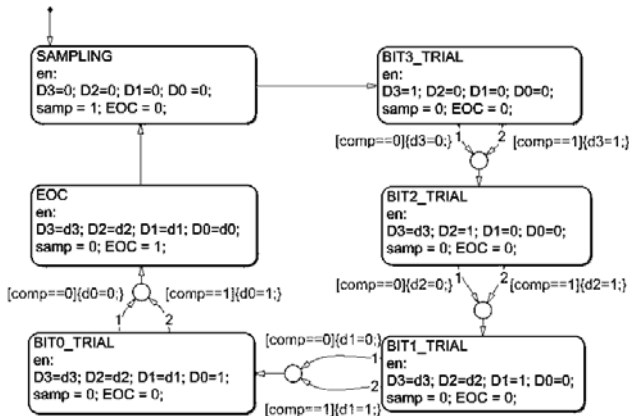 SAMPLING
en:
D3=0; D2=0; D1=0; D0 =0;
samp = 1; EOC = 0;
BIT3_TRIAL
en:
D3=1; D2=0; D1=0; D0=0;
samp = 0; EOC = 0;
1
2
[comp==0]{d3=0;}
[comp==1]{d3=1;}
BIT2_TRIAL
en:
D3=d3; D2=1; D1=0; D0=0;
samp = 0; EOC = 0;
1
2
[comp==0]{d2=0;}
[comp==1]{d2=1;}
BIT1_TRIAL
en:
D3=d3; D2=d2; D1=1; D0=0;
samp = 0; EOC = 0;
[comp==0]{d1=0;}
1
2
[comp==1]{d1=1;}
BIT0_TRIAL
en:
D3=d3; D2=d2; D1=d1; D0=1;
samp = 0; EOC = 0;
[comp==0]{d0=0;}
[comp==1]{d0=1;}
1
2
EOC
en:
D3=d3; D2=d2; D1=d1; D0=d0;
samp = 0; EOC = 1;